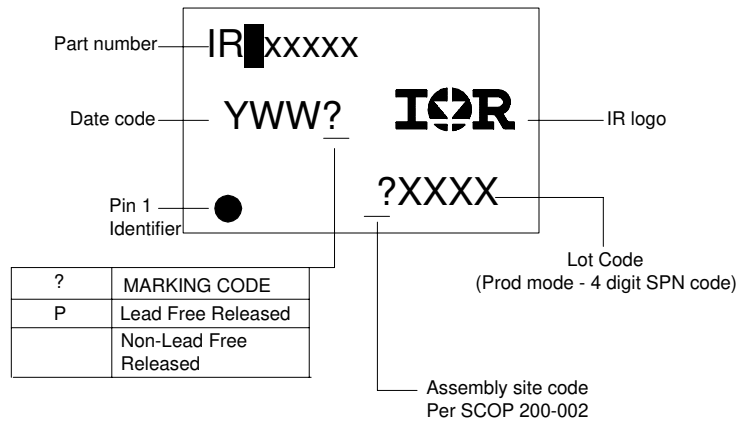 Part number
IR xxxxx
Date code
YWW?
IOR
IR logo
?XXXX
Pin 1
Identifier
Lot Code
(Prod mode - 4 digit SPN code)
? MARKING CODE
P Lead Free Released
Non-Lead Free
Released
Assembly site code
Per SCOP 200-002